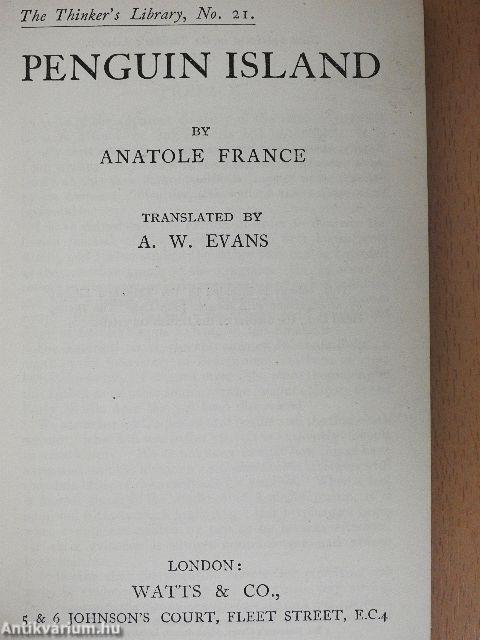 The Thinker's Library, No. 21.
PENGUIN ISLAND
BY
ANATOLE FRANCE
TRANSLATED BY
A. W. EVANS
LONDON:
WATTS & CO.,
5 & 6 JOHNSON'S COURT, FLEET STREET, E.C.4
Antikvárium.hu